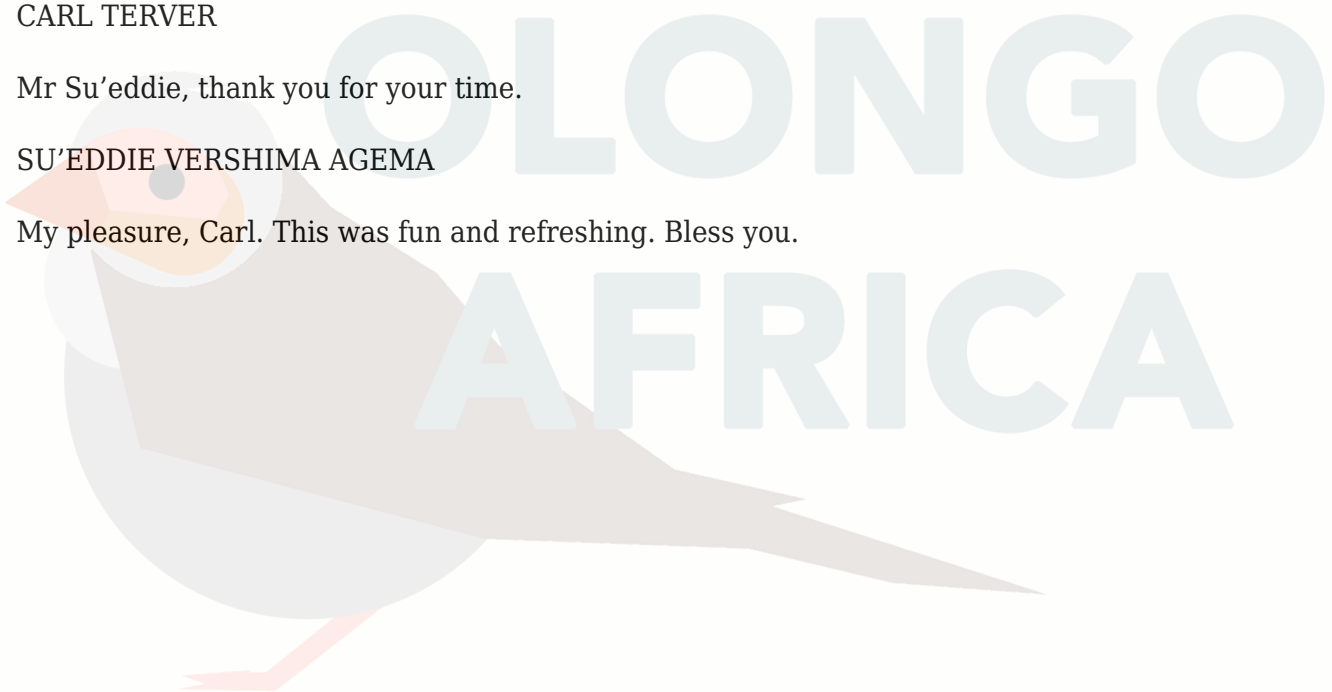 CARL TERVER
Mr Su’eddie, thank you for your time.
SU’EDDIE VERSHIMA AGEMA
My pleasure, Carl. This was fun and refreshing. Bless you.
OLONGO
AFRICA